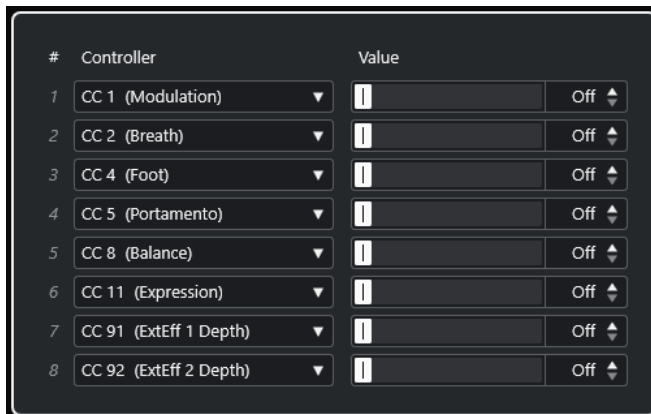 # Controller Value
1 CC 1 (Modulation) Off
2 CC 2 (Breath) Off
3 CC 4 (Foot) Off
4 CC 5 (Portamento) Off
5 CC 8 (Balance) Off
6 CC 11 (Expression) Off
7 CC 91 (ExtEff 1 Depth) Off
8 CC 92 (ExtEff 2 Depth) Off